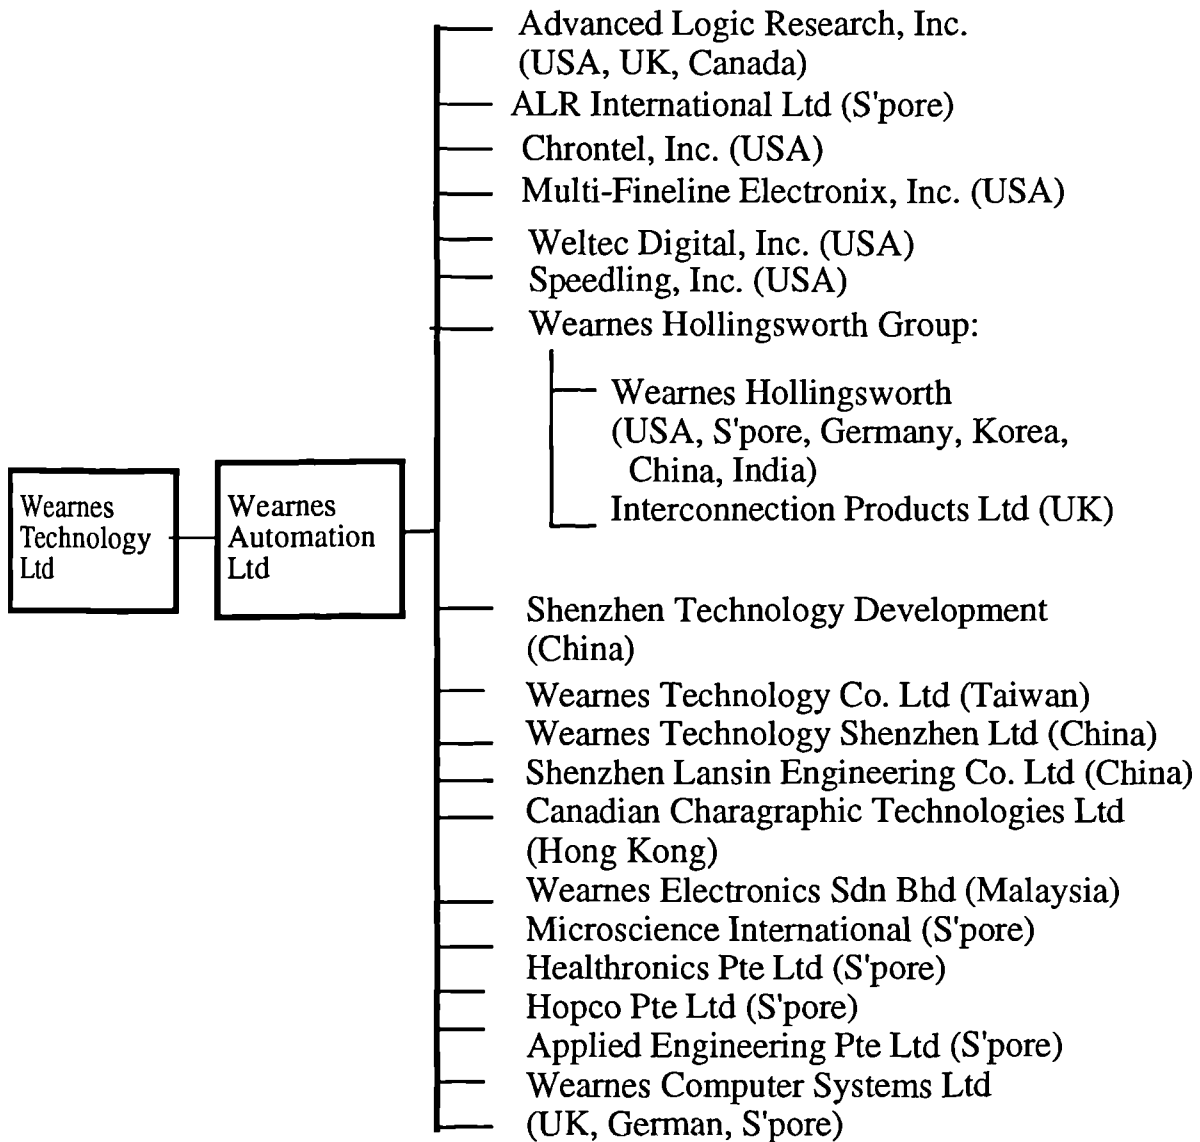 Advanced Logic Research, Inc.
(USA, UK, Canada)
ALR International Ltd (S'pore)
Chrontel, Inc. (USA)
Multi-Fineline Electronix, Inc. (USA)
Weltec Digital, Inc. (USA)
Speedling, Inc. (USA)
Wearnes Hollingsworth Group:
Wearnes Hollingsworth
(USA, S'pore, Germany, Korea,
China, India)
Interconnection Products Ltd (UK)
Wearnes
Technology
Ltd
Wearnes
Automation
Ltd
Shenzhen Technology Development
(China)
Wearnes Technology Co. Ltd (Taiwan)
Wearnes Technology Shenzhen Ltd (China)
Shenzhen Lansin Engineering Co. Ltd (China)
Canadian Charagraphic Technologies Ltd
(Hong Kong)
Wearnes Electronics Sdn Bhd (Malaysia)
Microscience International (S'pore)
Healthronics Pte Ltd (S'pore)
Hopco Pte Ltd (S'pore)
Applied Engineering Pte Ltd (S'pore)
Wearnes Computer Systems Ltd
(UK, German, S'pore)